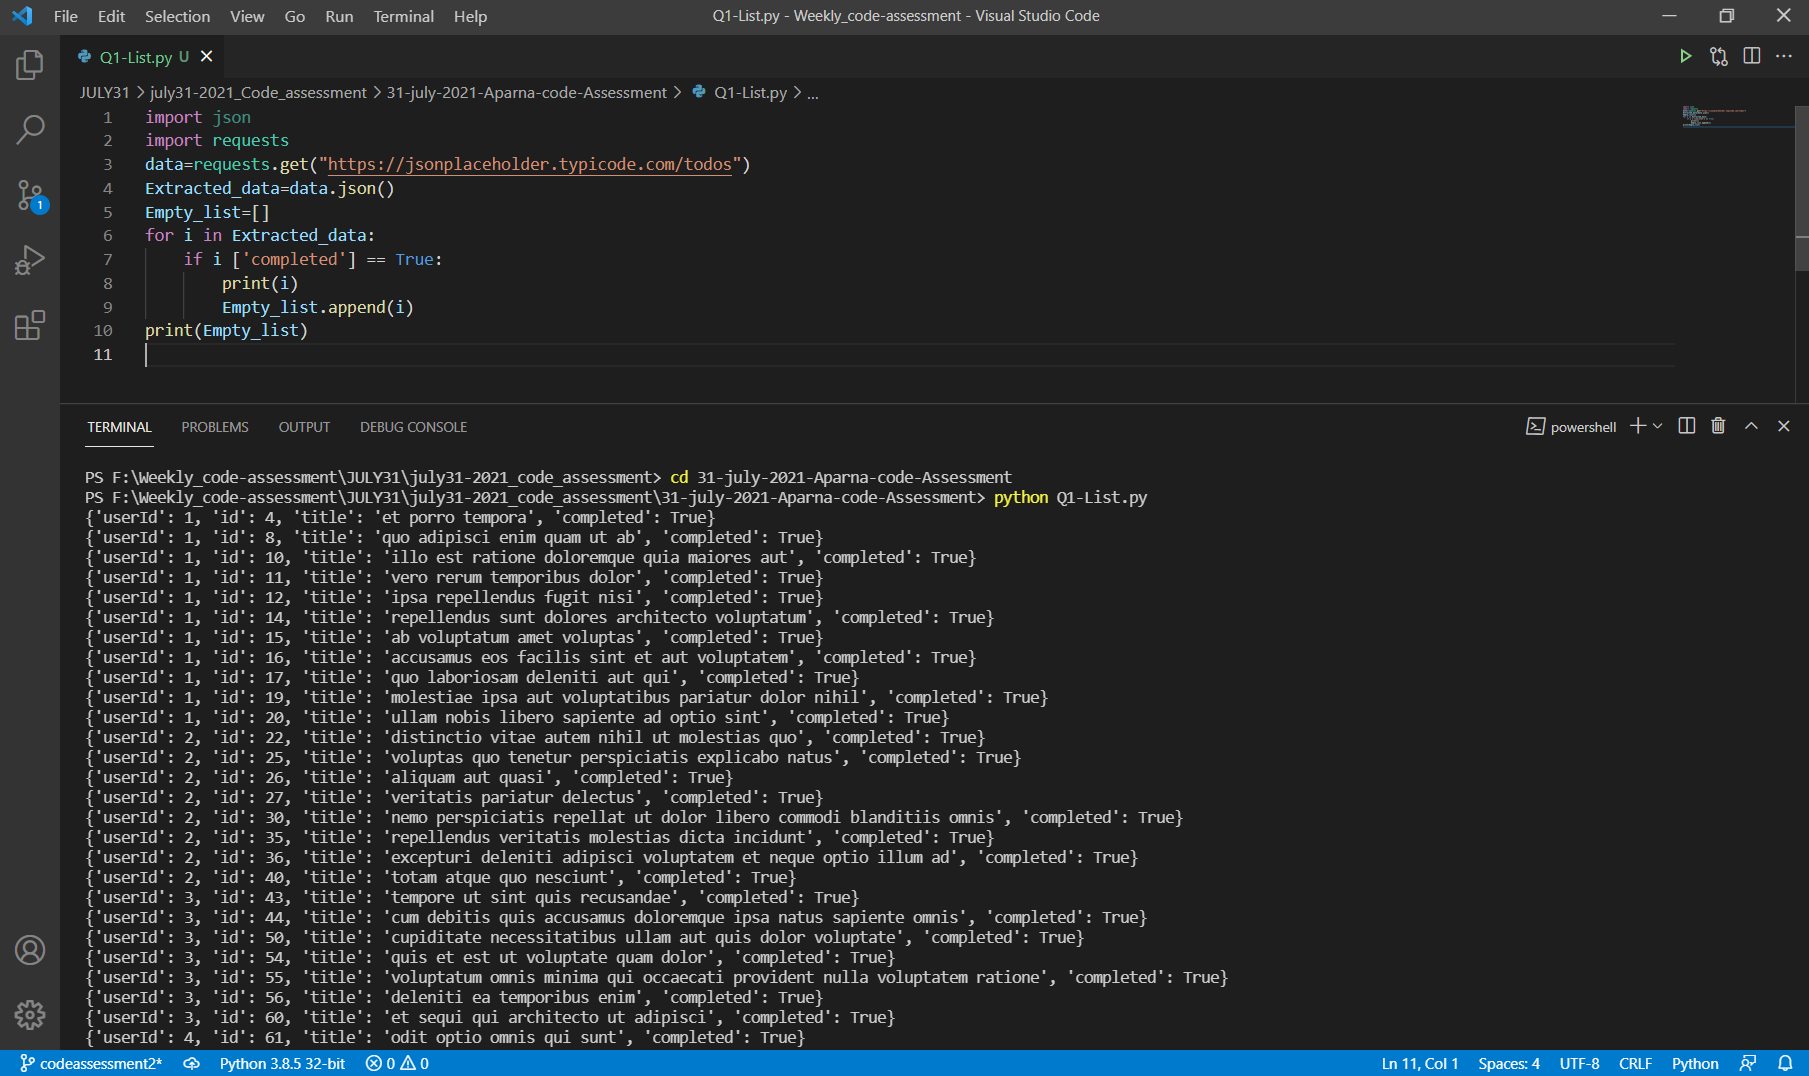 File Edit Selection View Go Run Terminal Help
Q1-List.py - Weekly_code-assessment - Visual Studio Code
Q1-List.py U
JULY31 > july31-2021_Code_assessment > 31-july-2021-Aparna-code-Assessment > Q1-List.py > ...
1 import json
2 import requests
3 data=requests.get("https://jsonplaceholder.typicode.com/todos")
4 Extracted_data=data.json()
5 Empty_list=[]
6 for i in Extracted_data:
7     if i ['completed'] == True:
8         print(i)
9         Empty_list.append(i)
10 print(Empty_list)
11
1
TERMINAL PROBLEMS OUTPUT DEBUG CONSOLE
powershell
PS F:\Weekly_code-assessment\JULY31\july31-2021_code_assessment> cd 31-july-2021-Aparna-code-Assessment
PS F:\Weekly_code-assessment\JULY31\july31-2021_code_assessment\31-july-2021-Aparna-code-Assessment> python Q1-List.py
{'userId': 1, 'id': 4, 'title': 'et porro tempora', 'completed': True}
{'userId': 1, 'id': 8, 'title': 'quo adipisci enim quam ut ab', 'completed': True}
{'userId': 1, 'id': 10, 'title': 'illo est ratione doloremque quia maiores aut', 'completed': True}
{'userId': 1, 'id': 11, 'title': 'vero rerum temporibus dolor', 'completed': True}
{'userId': 1, 'id': 12, 'title': 'ipsa repellendus fugit nisi', 'completed': True}
{'userId': 1, 'id': 14, 'title': 'repellendus sunt dolores architecto voluptatum', 'completed': True}
{'userId': 1, 'id': 15, 'title': 'ab voluptatum amet voluptas', 'completed': True}
{'userId': 1, 'id': 16, 'title': 'accusamus eos facilis sint et aut voluptatem', 'completed': True}
{'userId': 1, 'id': 17, 'title': 'quo laboriosam deleniti aut qui', 'completed': True}
{'userId': 1, 'id': 19, 'title': 'molestiae ipsa aut voluptatibus pariatur dolor nihil', 'completed': True}
{'userId': 1, 'id': 20, 'title': 'ullam nobis libero sapiente ad optio sint', 'completed': True}
{'userId': 2, 'id': 22, 'title': 'distinctio vitae autem nihil ut molestias quo', 'completed': True}
{'userId': 2, 'id': 25, 'title': 'voluptas quo tenetur perspiciatis explicabo natus', 'completed': True}
{'userId': 2, 'id': 26, 'title': 'aliquam aut quasi', 'completed': True}
{'userId': 2, 'id': 27, 'title': 'veritatis pariatur delectus', 'completed': True}
{'userId': 2, 'id': 30, 'title': 'nemo perspiciatis repellat ut dolor libero commodi blanditiis omnis', 'completed': True}
{'userId': 2, 'id': 35, 'title': 'repellendus veritatis molestias dicta incidunt', 'completed': True}
{'userId': 2, 'id': 36, 'title': 'excepturi deleniti adipisci voluptatem et neque optio illum ad', 'completed': True}
{'userId': 2, 'id': 40, 'title': 'totam atque quo nesciunt', 'completed': True}
{'userId': 3, 'id': 43, 'title': 'tempore ut sint quis recusandae', 'completed': True}
{'userId': 3, 'id': 44, 'title': 'cum debitis quis accusamus doloremque ipsa natus sapiente omnis', 'completed': True}
{'userId': 3, 'id': 50, 'title': 'cupiditate necessitatibus ullam aut quis dolor voluptate', 'completed': True}
{'userId': 3, 'id': 54, 'title': 'quis et est ut voluptate quam dolor', 'completed': True}
{'userId': 3, 'id': 55, 'title': 'voluptatum omnis minima qui occaecati provident nulla voluptatem ratione', 'completed': True}
{'userId': 3, 'id': 56, 'title': 'deleniti ea temporibus enim', 'completed': True}
{'userId': 3, 'id': 60, 'title': 'et sequi qui architecto ut adipisci', 'completed': True}
{'userId': 4, 'id': 61, 'title': 'odit optio omnis qui sunt', 'completed': True}
codeassessment2* Python 3.8.5 32-bit 0 0 Ln 11, Col 1 Spaces: 4 UTF-8 CRLF Python